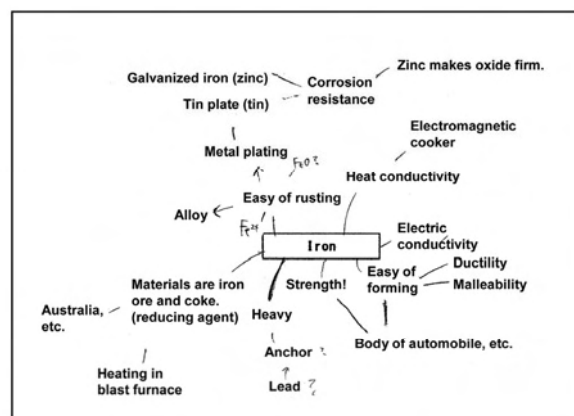 Galvanized iron (zinc)
Zinc makes oxide firm.
Corrosion
resistance
Tin plate (tin)
Electromagnetic
cooker
Metal plating
FeO?
Heat conductivity
Easy of rusting
Alloy
Fe²⁺
Iron
Electric
conductivity
Materials are iron
ore and coke.
(reducing agent)
Strength!
Easy of
forming
Ductility
Malleability
Australia,
etc.
Heavy
Heating in
blast furnace
Anchor ?
Body of automobile, etc.
Lead ?